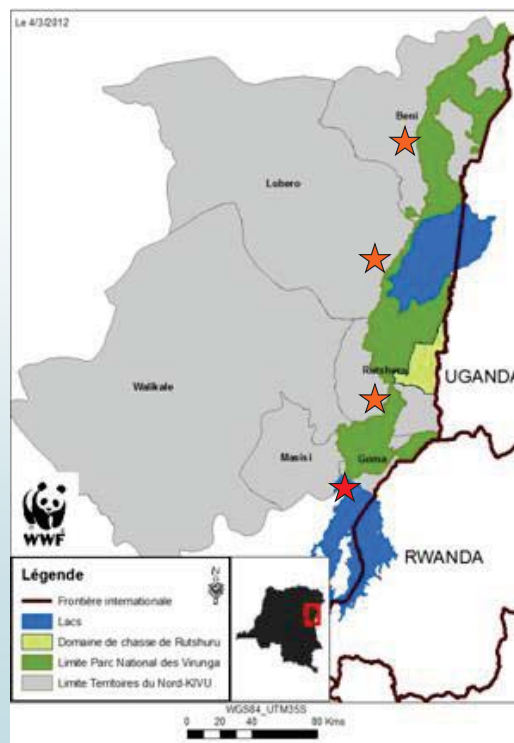 Le 4/3/2012
Beni
Lubero
Rutshuru
UGANDA
Walikale
Masisi
Goma
WWF
RWANDA
Légende
Frontière internationale
Lacs
Domaine de chasse de Rutshuru
Limite Parc National des Virunga
Limite Territoires du Nord-KIVU
WGS84_UTM35S
0 10 20 40 60 80 Kms